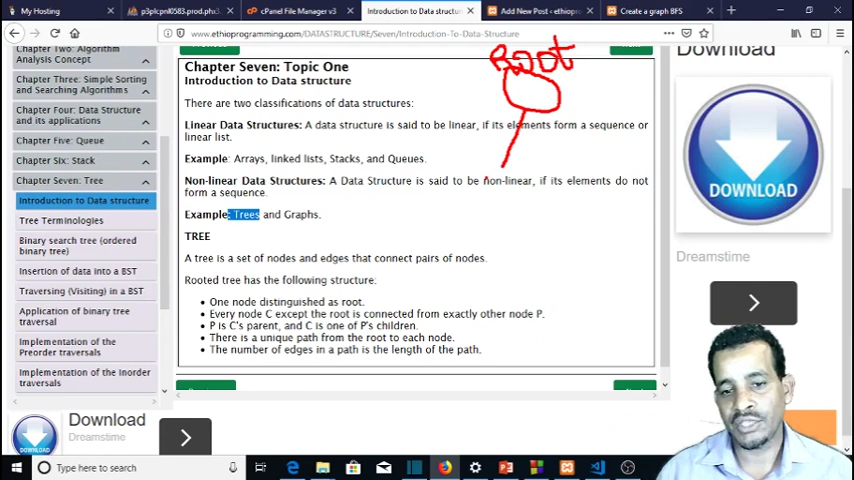 My Hosting
p3plcpnl0583.prod.phx
cPanel File Manager v3
Introduction to Data struct
Add New Post - ethiopro
Create a graph BFS
www.ethioprogramming.com/DATASTRUCTURE/Seven/Introduction-To-Data-Structure
Chapter Two: Algorithm
Analysis Concept
Chapter Three: Simple Sorting
and Searching Algorithms
Chapter Four: Data Structure
and its applications
Chapter Five: Queue
Chapter Six: Stack
Chapter Seven: Tree
Introduction to Data structure
Tree Terminologies
Binary search tree (ordered
binary tree)
Insertion of data into a BST
Traversing (Visiting) in a BST
Application of binary tree
traversal
Implementation of the
Preorder traversals
Implementation of the Inorder
traversals
Chapter Seven: Topic One
Introduction to Data structure
There are two classifications of data structures:
Linear Data Structures: A data structure is said to be linear, if its elements form a sequence or
linear list.
Example: Arrays, linked lists, Stacks, and Queues.
Non-linear Data Structures: A Data Structure is said to be non-linear, if its elements do not
form a sequence.
Example: Trees and Graphs.
TREE
A tree is a set of nodes and edges that connect pairs of nodes.
Rooted tree has the following structure:
One node distinguished as root.
Every node C except the root is connected from exactly other node P.
P is C's parent, and C is one of P's children.
There is a unique path from the root to each node.
The number of edges in a path is the length of the path.
ROOT
Download
DOWNLOAD
Dreamstime
Download
Dreamstime
DOWNLOAD
Type here to search